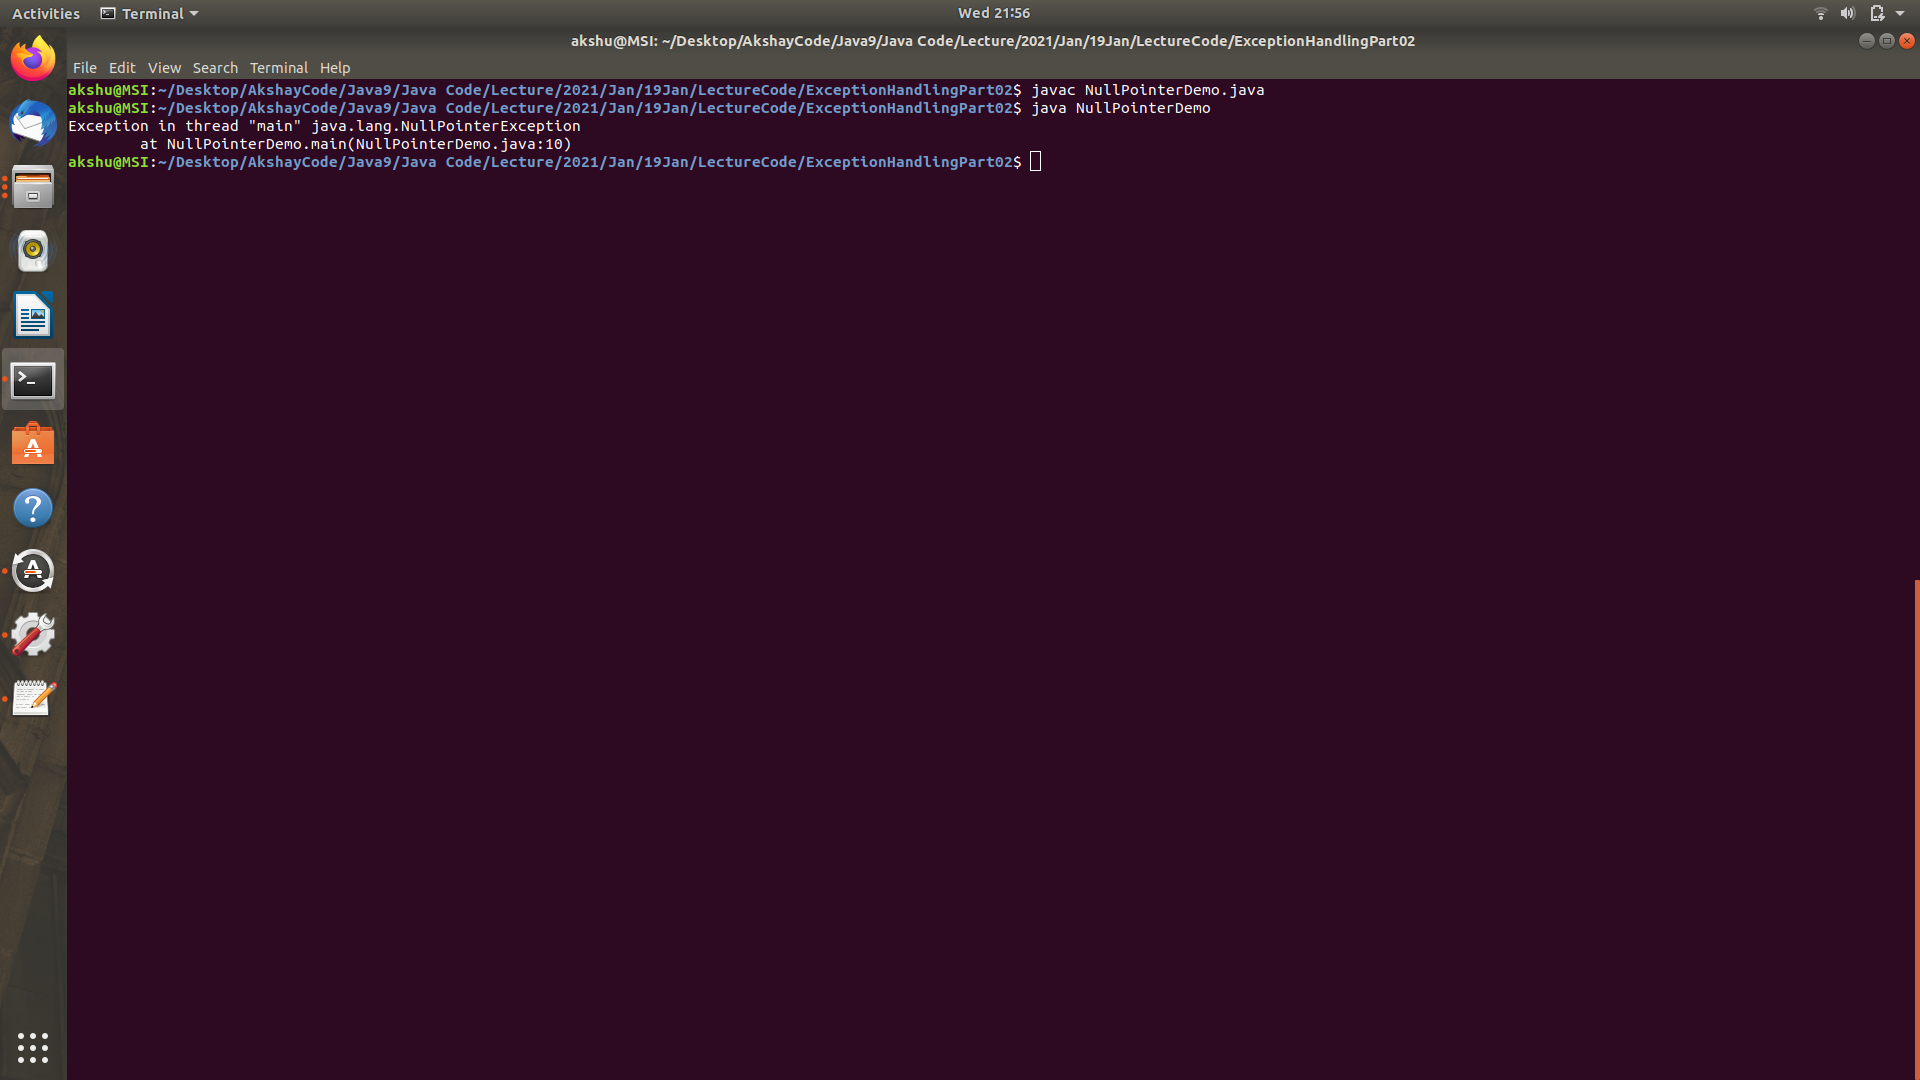 Activities Terminal Wed 21:56
akshu@MSI: ~/Desktop/AkshayCode/Java9/Java Code/Lecture/2021/Jan/19Jan/LectureCode/ExceptionHandlingPart02
File Edit View Search Terminal Help
akshu@MSI:~/Desktop/AkshayCode/Java9/Java Code/Lecture/2021/Jan/19Jan/LectureCode/ExceptionHandlingPart02$ javac NullPointerDemo.java
akshu@MSI:~/Desktop/AkshayCode/Java9/Java Code/Lecture/2021/Jan/19Jan/LectureCode/ExceptionHandlingPart02$ java NullPointerDemo
Exception in thread "main" java.lang.NullPointerException
at NullPointerDemo.main(NullPointerDemo.java:10)
akshu@MSI:~/Desktop/AkshayCode/Java9/Java Code/Lecture/2021/Jan/19Jan/LectureCode/ExceptionHandlingPart02$